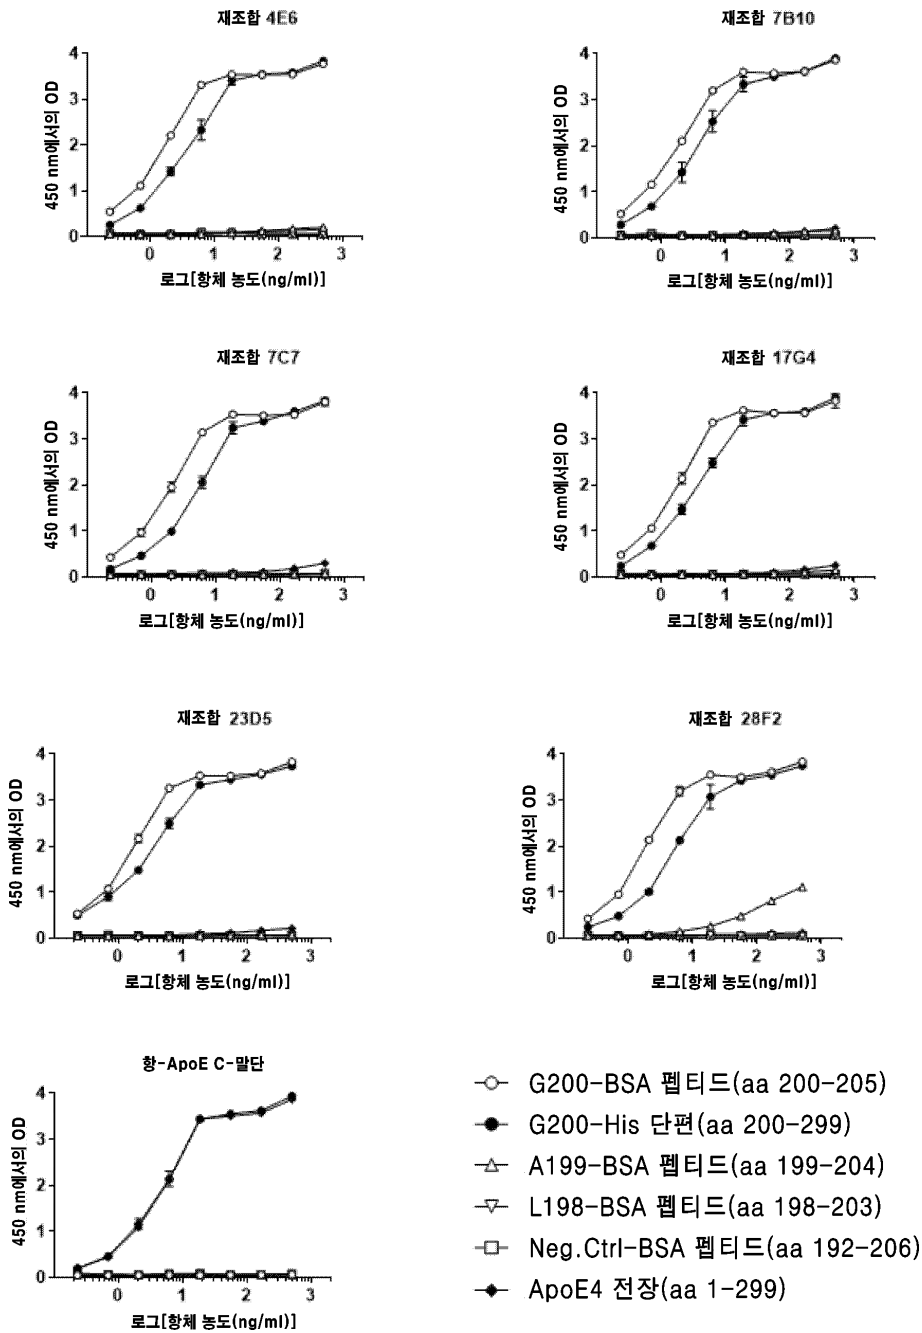 재조합 4E6
4
3
2
1
0
450 nm에서의 OD
0 1 2 3
로그[항체 농도(ng/ml)]
재조합 7B10
4
3
2
1
0
450 nm에서의 OD
0 1 2 3
로그[항체 농도(ng/ml)]
재조합 7C7
4
3
2
1
0
450 nm에서의 OD
0 1 2 3
로그[항체 농도(ng/ml)]
재조합 17G4
4
3
2
1
0
450 nm에서의 OD
0 1 2 3
로그[항체 농도(ng/ml)]
재조합 23D5
4
3
2
1
0
450 nm에서의 OD
0 1 2 3
로그[항체 농도(ng/ml)]
재조합 28F2
4
3
2
1
0
450 nm에서의 OD
0 1 2 3
로그[항체 농도(ng/ml)]
항-ApoE C-말단
4
3
2
1
0
450 nm에서의 OD
0 1 2 3
로그[항체 농도(ng/ml)]
G200-BSA 펩티드(aa 200-205)
G200-His 단편(aa 200-299)
A199-BSA 펩티드(aa 199-204)
L198-BSA 펩티드(aa 198-203)
Neg.Ctrl-BSA 펩티드(aa 192-206)
ApoE4 전장(aa 1-299)